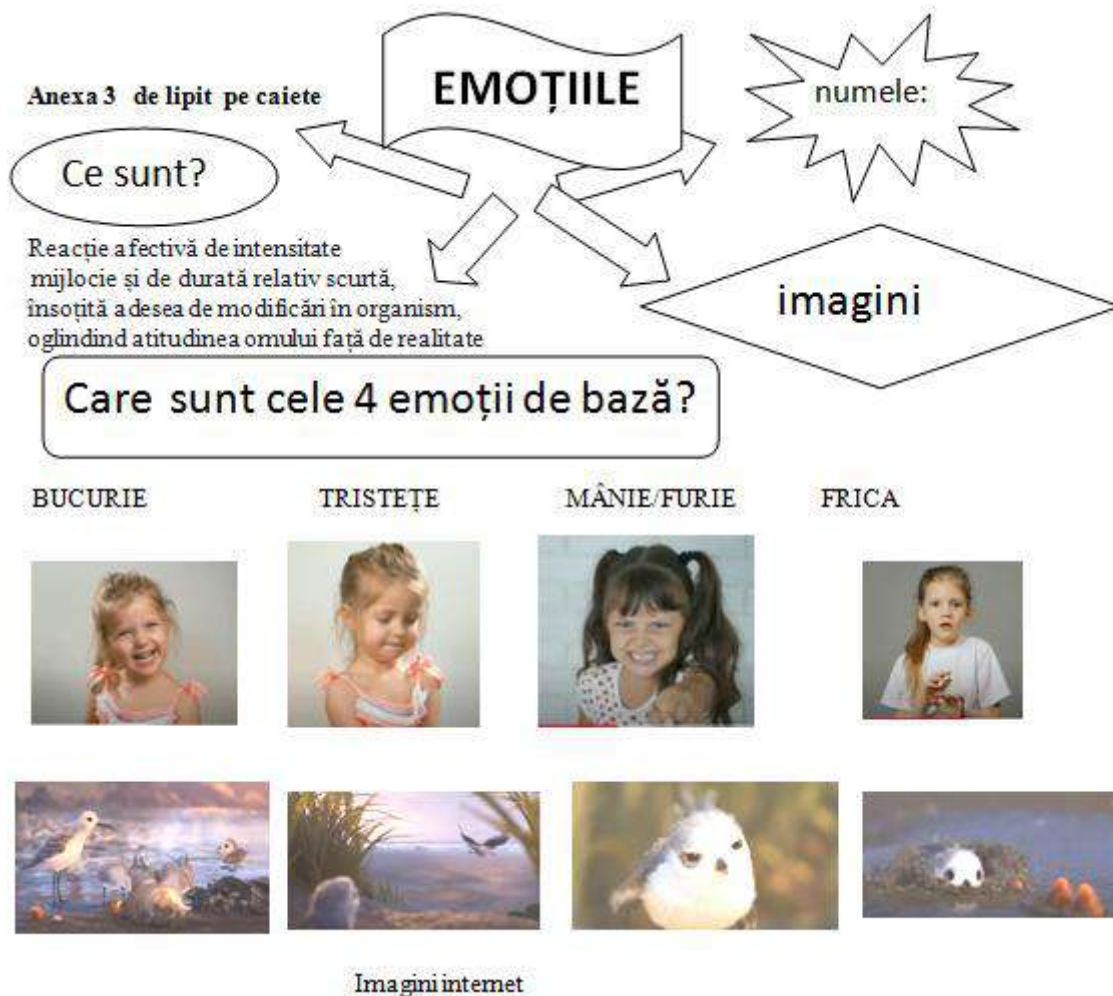 EMOȚIILE
numele:
Anexa 3 de lipit pe caiete
Ce sunt?
Reacție afectivă de intensitate
mijlocie și de durată relativ scurtă,
însoțită adesea de modificări în organism,
oglindind atitudinea omului față de realitate
imagini
Care sunt cele 4 emoții de bază?
BUCURIE TRISTEȚE MÂNIE/FURIE FRICA
Imagini internet